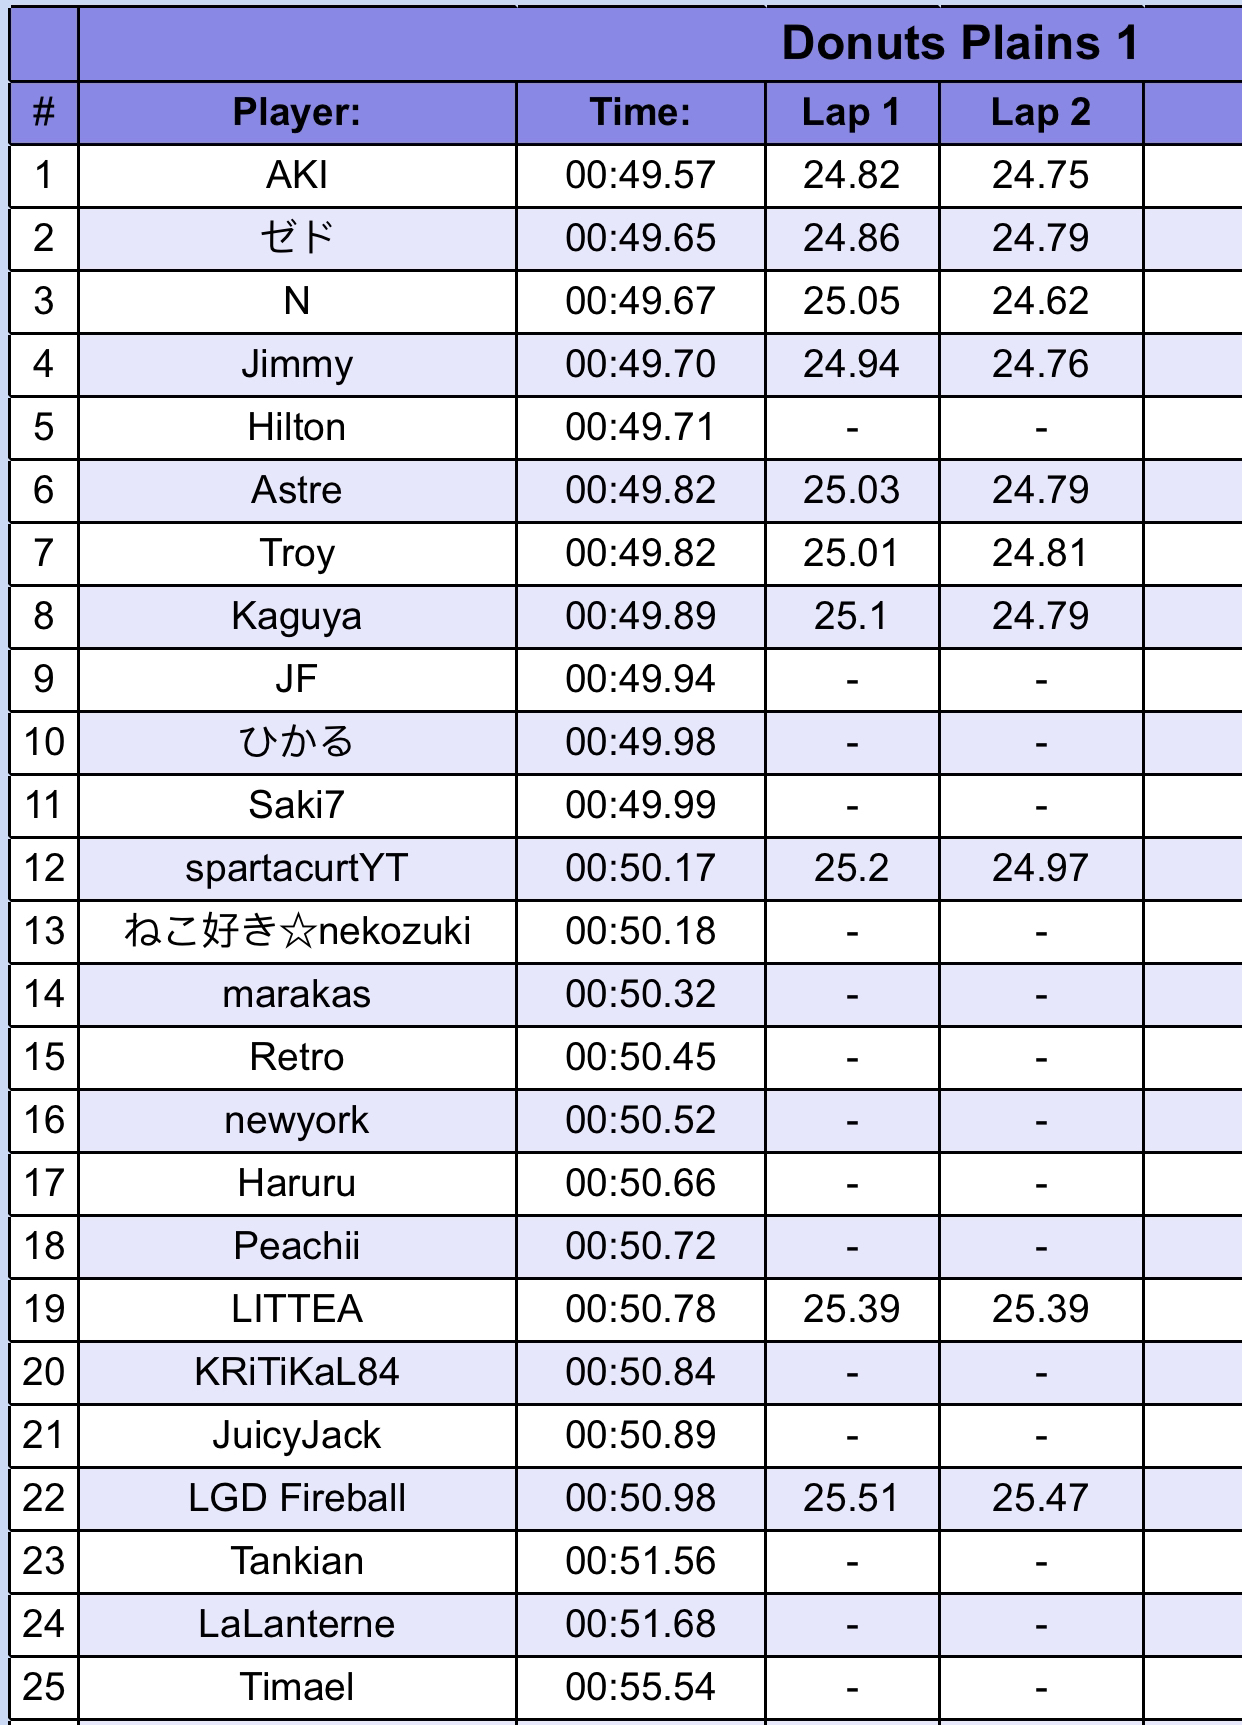 Donuts Plains 1
# Player: Time: Lap 1 Lap 2
1 AKI 00:49.57 24.82 24.75
2 ゼド 00:49.65 24.86 24.79
3 N 00:49.67 25.05 24.62
4 Jimmy 00:49.70 24.94 24.76
5 Hilton 00:49.71 - -
6 Astre 00:49.82 25.03 24.79
7 Troy 00:49.82 25.01 24.81
8 Kaguya 00:49.89 25.1 24.79
9 JF 00:49.94 - -
10 ひかる 00:49.98 - -
11 Saki7 00:49.99 - -
12 spartacurtYT 00:50.17 25.2 24.97
13 ねこ好き☆nekozuki 00:50.18 - -
14 marakas 00:50.32 - -
15 Retro 00:50.45 - -
16 newyork 00:50.52 - -
17 Haruru 00:50.66 - -
18 Peachii 00:50.72 - -
19 LITTEA 00:50.78 25.39 25.39
20 KRiTiKaL84 00:50.84 - -
21 JuicyJack 00:50.89 - -
22 LGD Fireball 00:50.98 25.51 25.47
23 Tankian 00:51.56 - -
24 LaLanterne 00:51.68 - -
25 Timael 00:55.54 - -